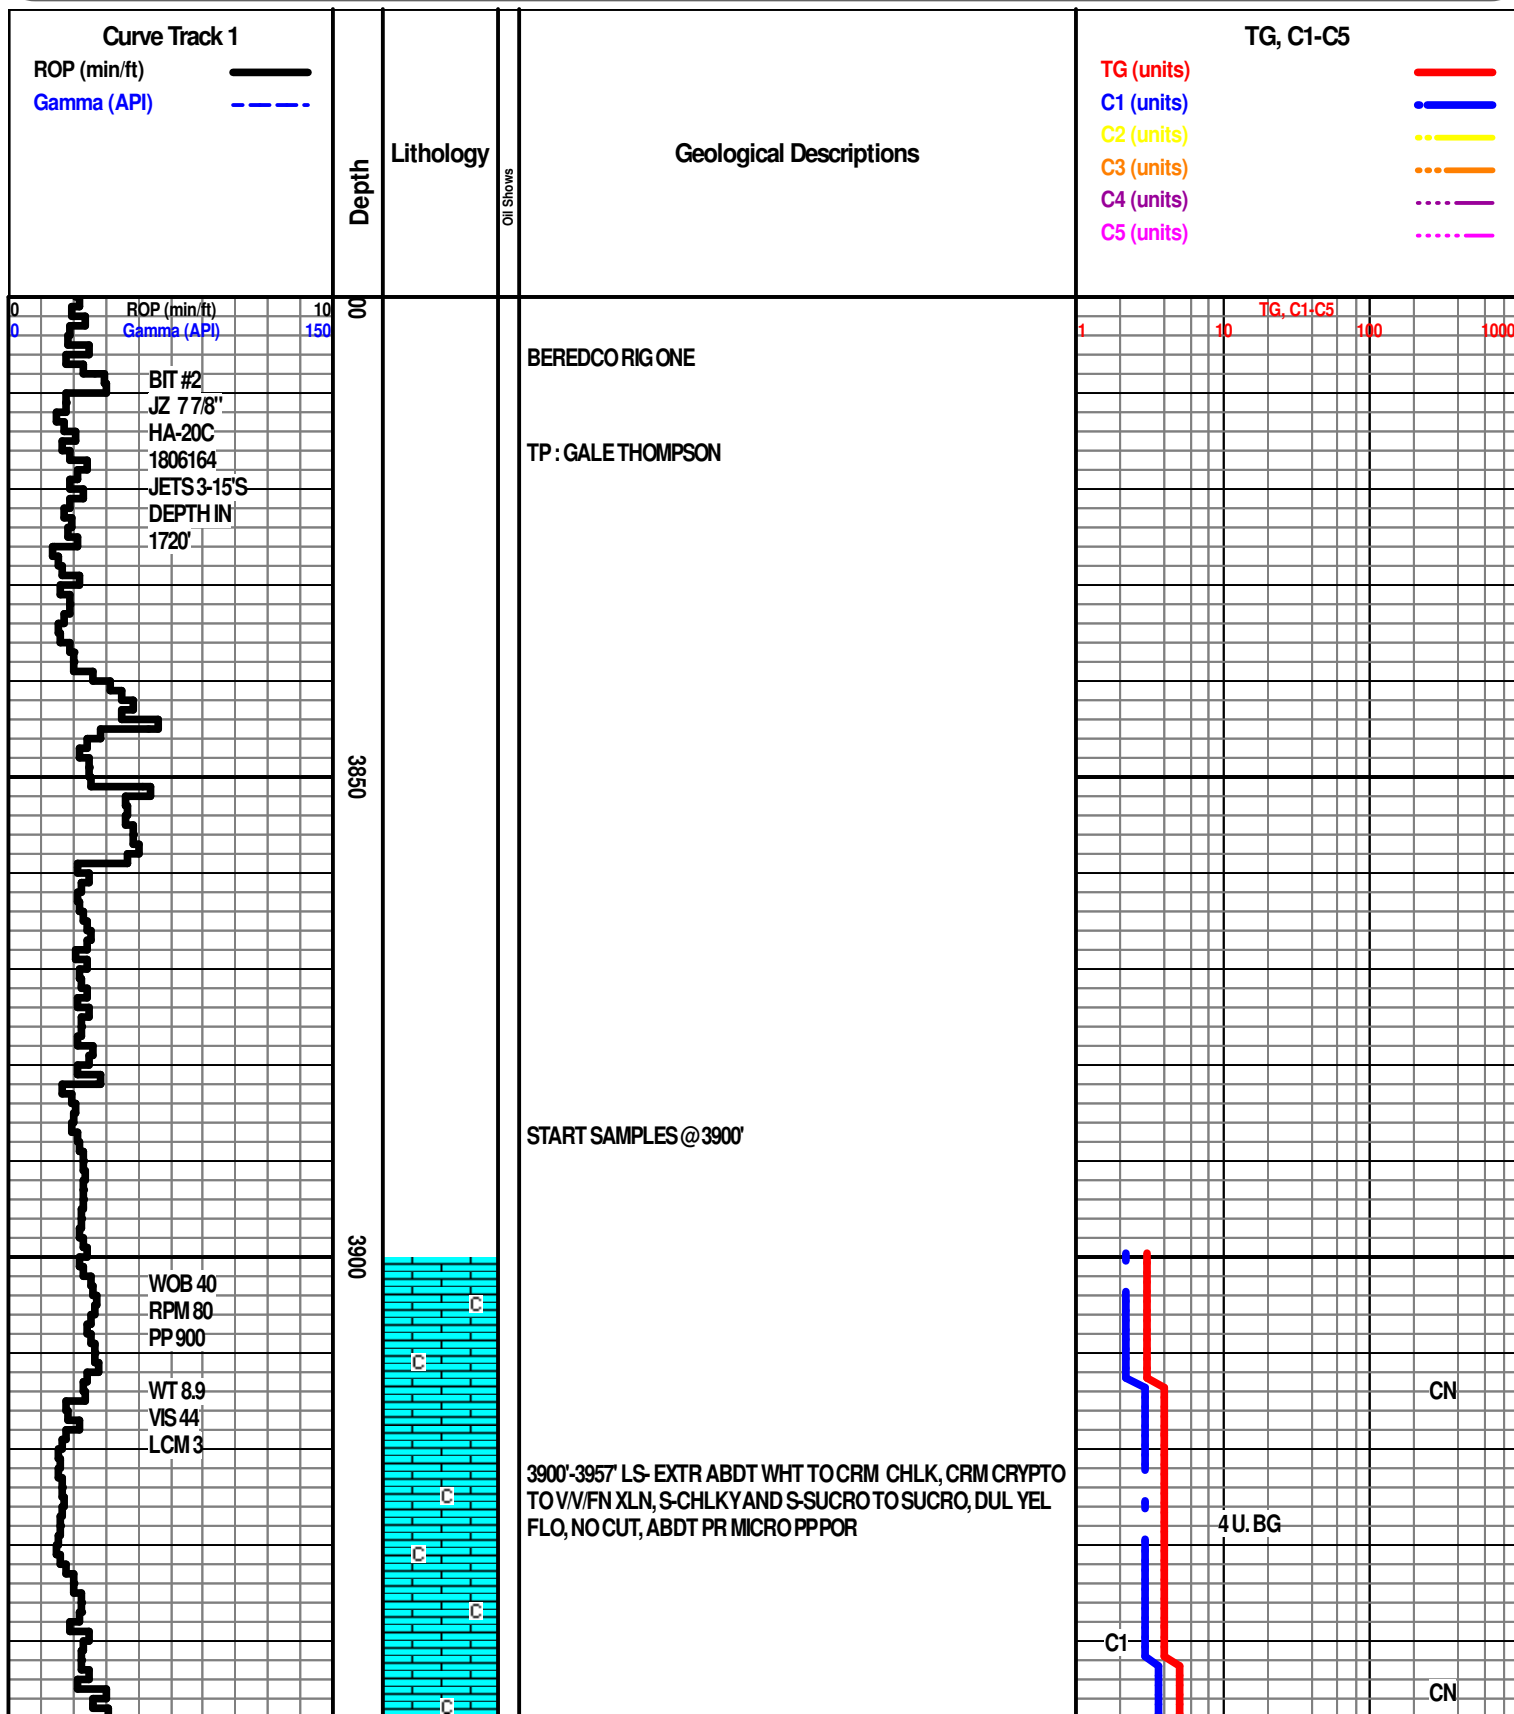 Curve Track 1
ROP (min/ft)
Gamma (API)
Depth
Lithology
Oil Shows
Geological Descriptions
TG, C1-C5
TG (units)
C1 (units)
C2 (units)
C3 (units)
C4 (units)
C5 (units)
0 ROP (min/ft) 10
0 Gamma (API) 150
00
TG, C1-C5
1 10 100 1000
BEREDCO RIG ONE
BIT #2
JZ 7 7/8"
HA-20C
1806164
JETS 3-15'S
DEPTH IN
1720'
TP : GALE THOMPSON
3850
START SAMPLES @ 3900'
3900
WOB 40
RPM 80
PP 900
WT 8.9
VIS 44
LCM 3
C
C
C
C
C
C
3900'-3957' LS- EXTR ABDT WHT TO CRM CHLK, CRM CRYPTO
TO V/V/FN XLN, S-CHLKY AND S-SUCRO TO SUCRO, DUL YEL
FLO, NO CUT, ABDT PR MICRO PP POR
CN
4 U. BG
C1
CN